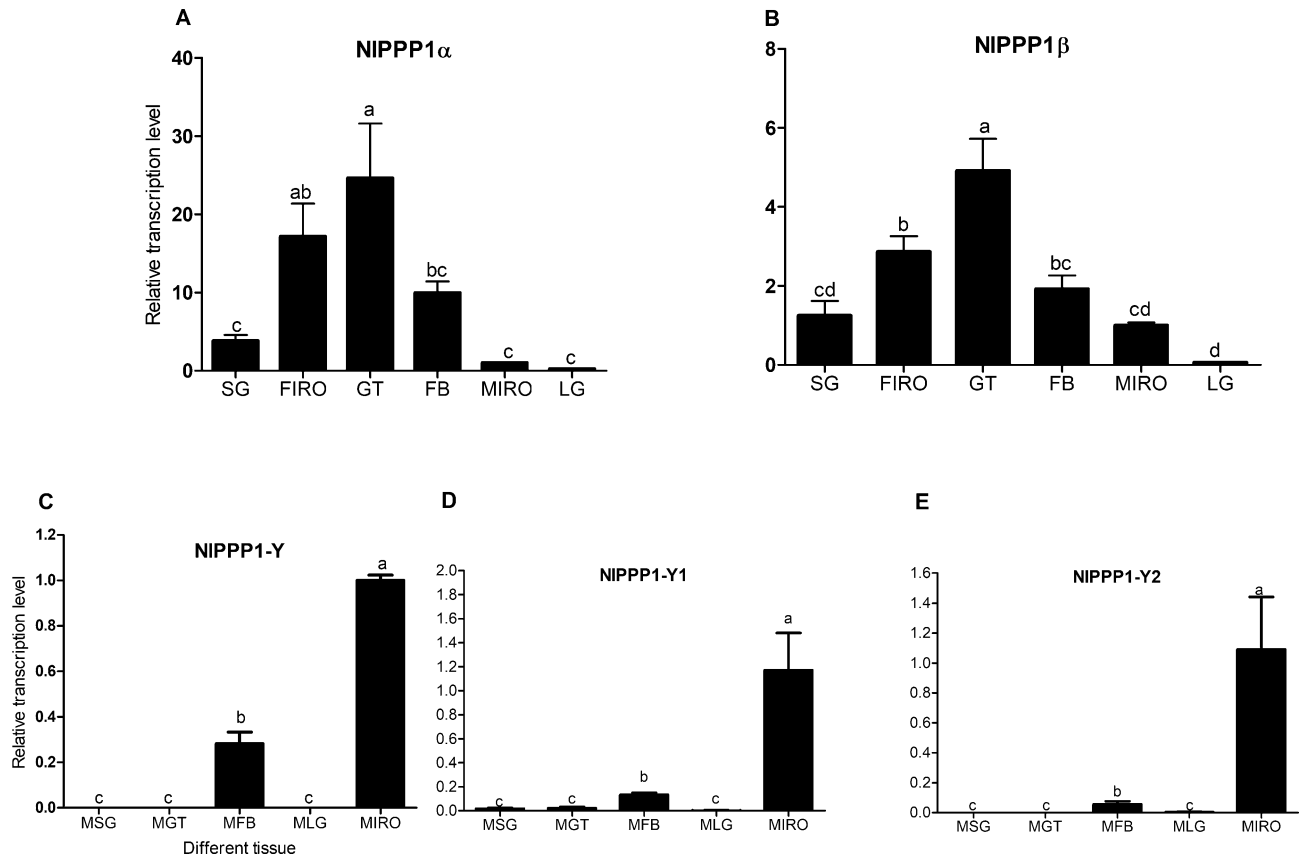 A
NlPPP1α
40
30
20
10
0
Relative transcription level
c
ab
a
bc
c
c
SG FIRO GT FB MIRO LG
B
NlPPP1β
8
6
4
2
0
cd
b
a
bc
cd
d
SG FIRO GT FB MIRO LG
C
NlPPP1-Y
1.2
1.0
0.8
0.6
0.4
0.2
0.0
Relative transcription level
c
c
b
c
a
MSG MGT MFB MLG MIRO
Different tissue
D
NlPPP1-Y1
2.0
1.8
1.6
1.4
1.2
1.0
0.8
0.6
0.4
0.2
0.0
c
c
b
c
a
MSG MGT MFB MLG MIRO
E
NlPPP1-Y2
1.6
1.4
1.2
1.0
0.8
0.6
0.4
0.2
0.0
c
c
b
c
a
MSG MGT MFB MLG MIRO